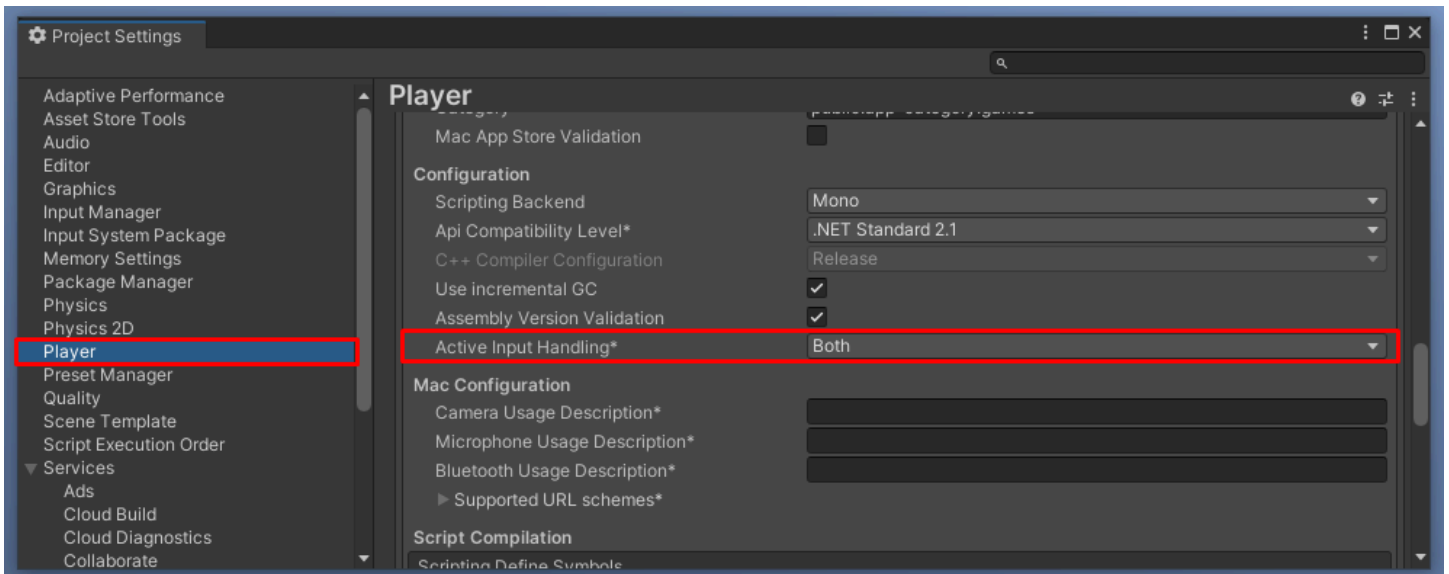 Project Settings
Adaptive Performance
Asset Store Tools
Audio
Editor
Graphics
Input Manager
Input System Package
Memory Settings
Package Manager
Physics
Physics 2D
Player
Preset Manager
Quality
Scene Template
Script Execution Order
Services
Ads
Cloud Build
Cloud Diagnostics
Collaborate
Player
Mac App Store Validation
Configuration
Scripting Backend Mono
Api Compatibility Level* .NET Standard 2.1
C++ Compiler Configuration Release
Use incremental GC
Assembly Version Validation
Active Input Handling* Both
Mac Configuration
Camera Usage Description*
Microphone Usage Description*
Bluetooth Usage Description*
Supported URL schemes*
Script Compilation
Scripting Define Symbols